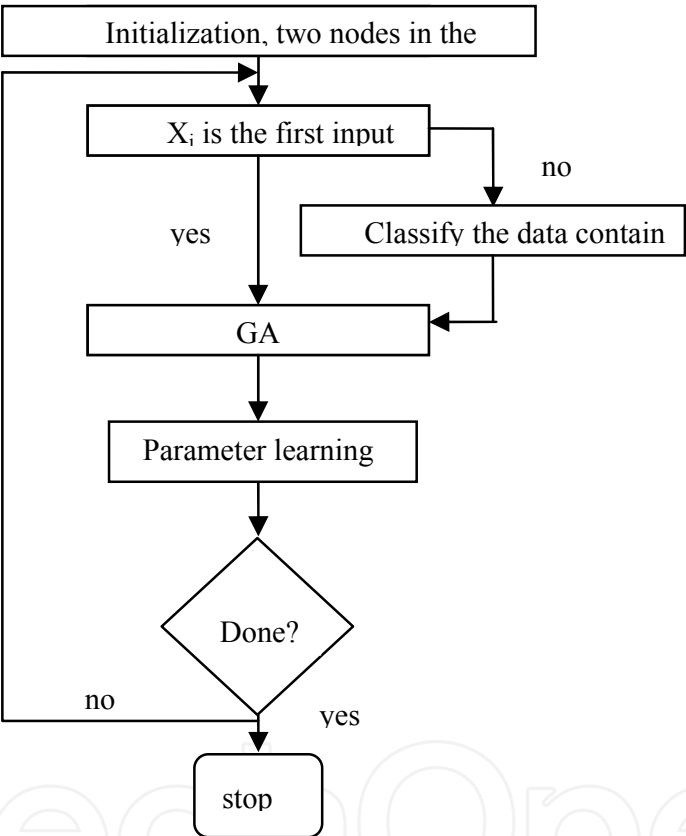 Initialization, two nodes in the
Xᵢ is the first input
no
yes
Classify the data contain
GA
Parameter learning
Done?
no
yes
stop